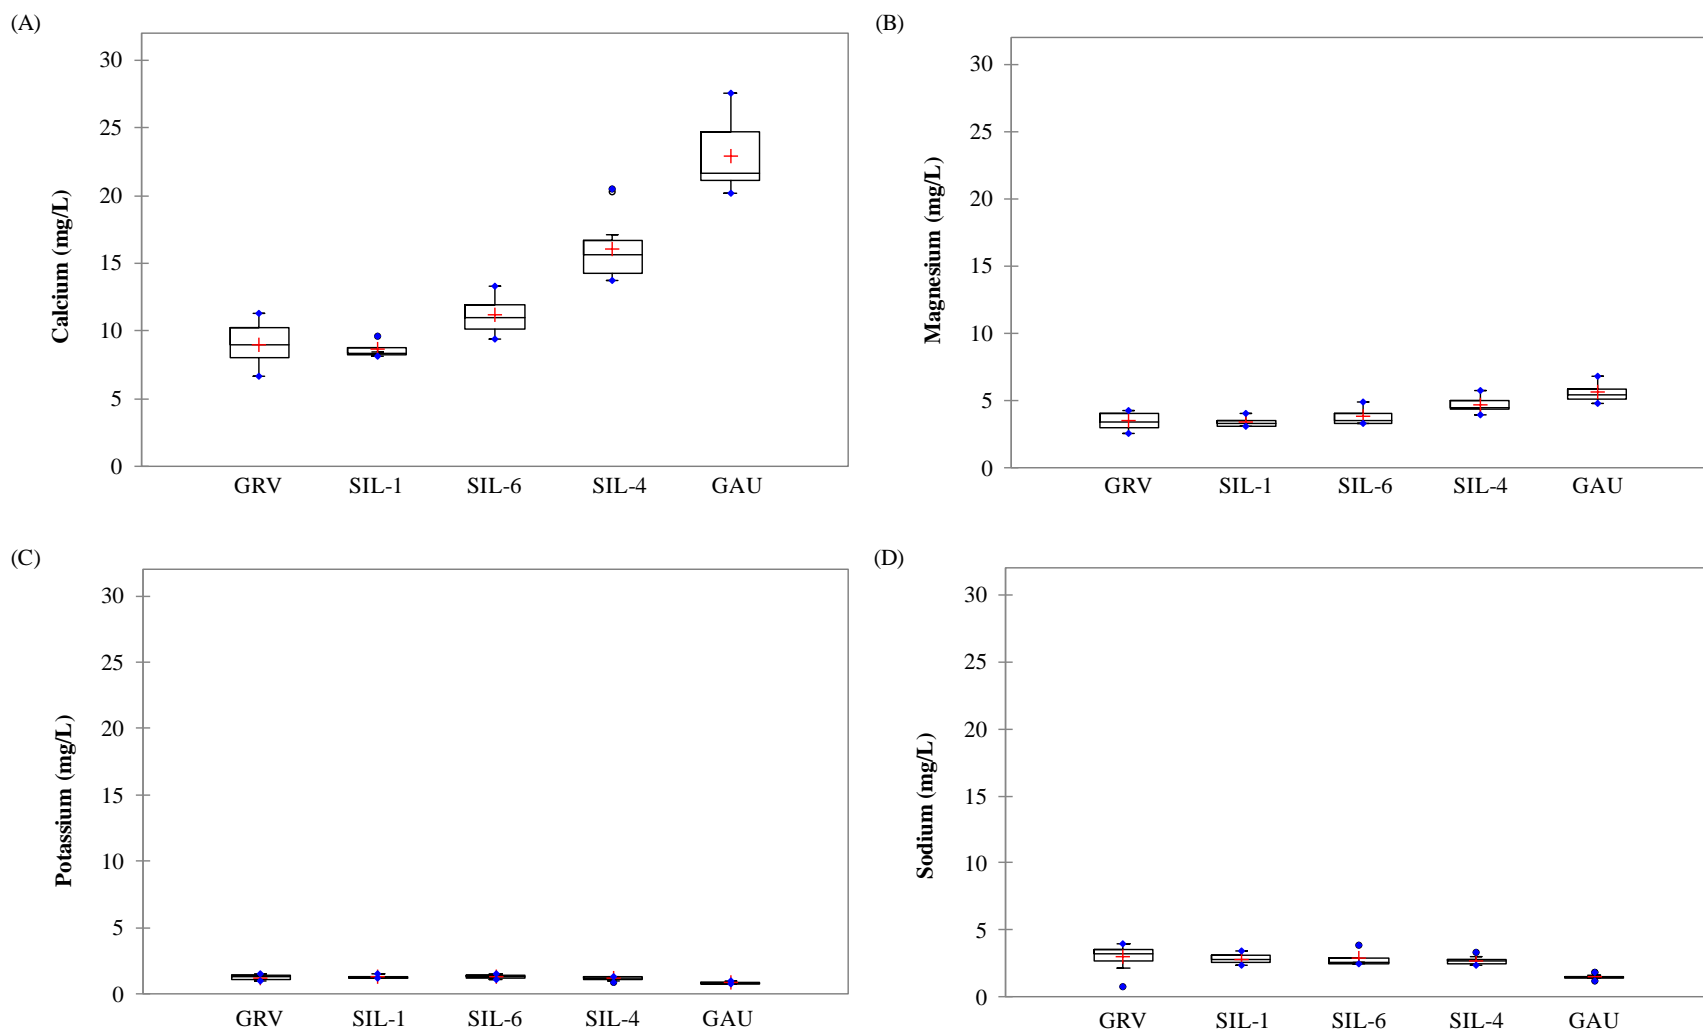 (A)
Calcium (mg/L)
30
25
20
15
10
5
0
GRV SIL-1 SIL-6 SIL-4 GAU
(B)
Magnesium (mg/L)
30
25
20
15
10
5
0
GRV SIL-1 SIL-6 SIL-4 GAU
(C)
Potassium (mg/L)
30
25
20
15
10
5
0
GRV SIL-1 SIL-6 SIL-4 GAU
(D)
Sodium (mg/L)
30
25
20
15
10
5
0
GRV SIL-1 SIL-6 SIL-4 GAU